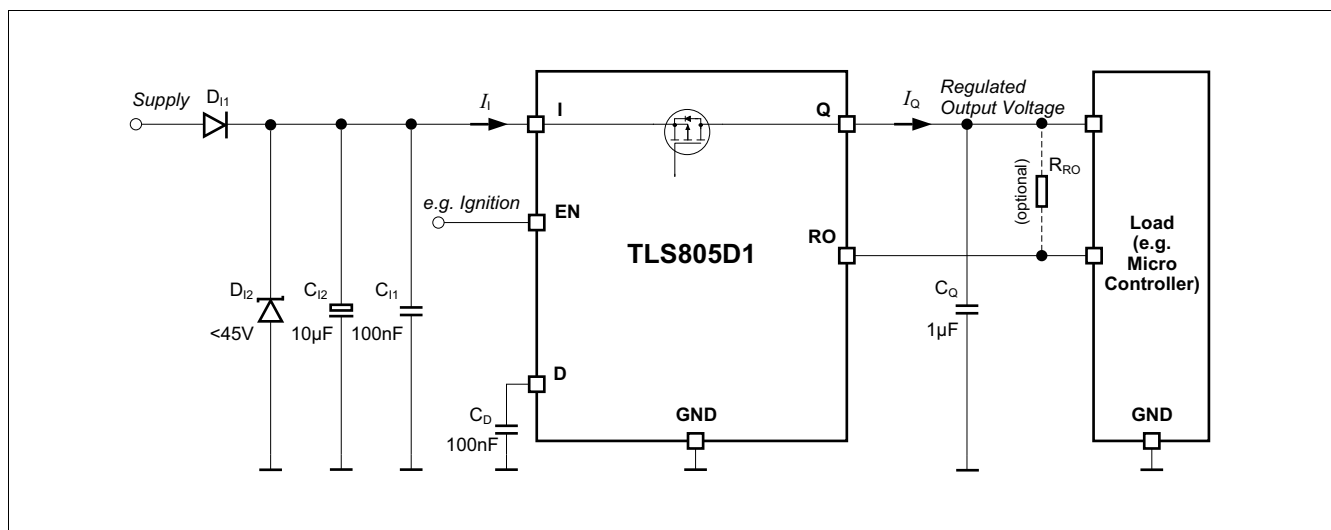 Supply
D_I1
I_I
I
Q
I_Q
Regulated
Output Voltage
R_RO
(optional)
e.g. Ignition
EN
RO
TLS805D1
Load
(e.g.
Micro
Controller)
D_I2
<45V
C_I2
10µF
C_I1
100nF
C_Q
1µF
D
C_D
100nF
GND
GND